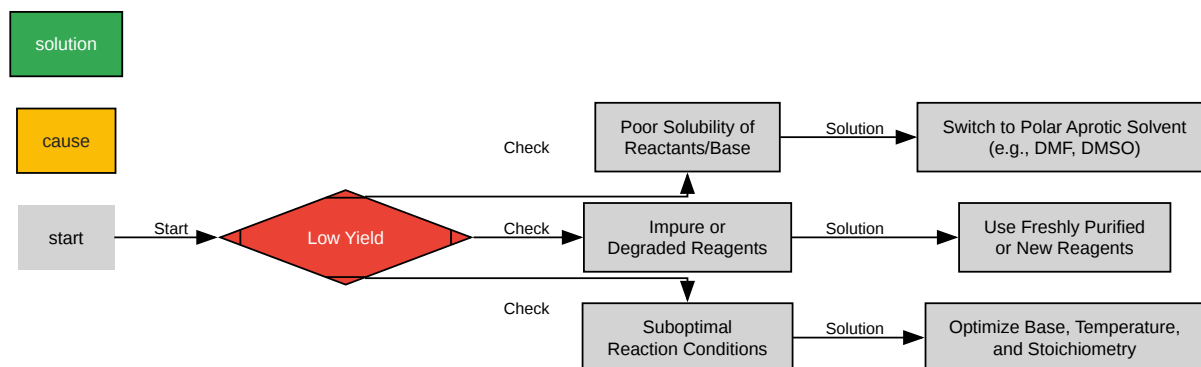 solution
cause
start
Start
Low Yield
Check
Poor Solubility of
Reactants/Base
Solution
Switch to Polar Aprotic Solvent
(e.g., DMF, DMSO)
Check
Impure or
Degraded Reagents
Solution
Use Freshly Purified
or New Reagents
Check
Suboptimal
Reaction Conditions
Solution
Optimize Base, Temperature,
and Stoichiometry